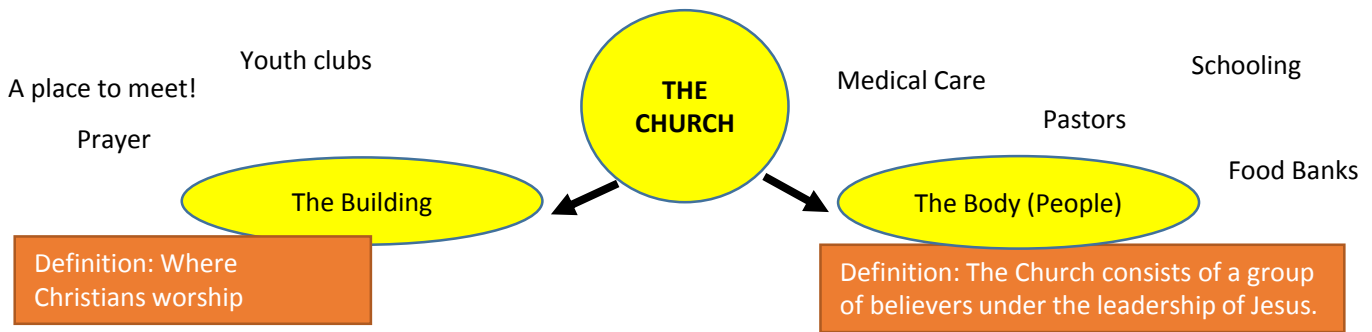 Youth clubs
A place to meet!
Prayer
THE
CHURCH
Medical Care
Schooling
Pastors
Food Banks
The Building
The Body (People)
Definition: Where
Christians worship
Definition: The Church consists of a group
of believers under the leadership of Jesus.